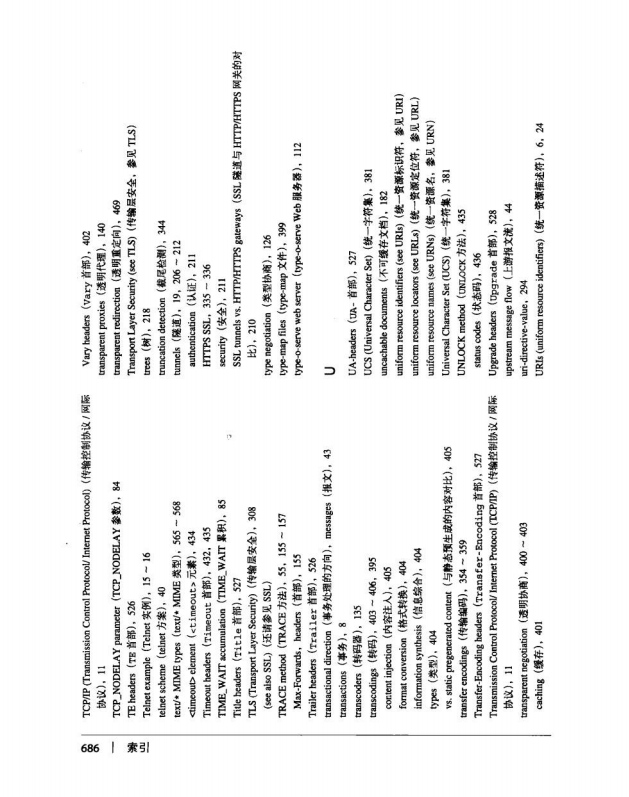 TCP/IP (Transmission Control Protocol/ Internet Protocol)（传输控制协议 / 网际
协议），11
TCP_NODELAY parameter（TCP_NODELAY 参数），84
TE headers（TE 首部），526
Telnet example（Telnet 实例），15 ~ 16
telnet scheme（telnet 方案），40
text/* MIME types（text/* MIME 类型），565 ~ 568
<timeout> element（<timeout> 元素），434
Timeout headers（Timeout 首部），432，435
TIME_WAIT accumulation（TIME_WAIT 累积），85
Title headers（Title 首部），527
TLS (Transport Layer Security)（传输层安全），308
(see also SSL)（还请参见 SSL）
TRACE method（TRACE 方法），55，155 ~ 157
Max-Forwards，headers（首部），155
Trailer headers（Trailer 首部），526
transactional direction（事务处理的方向），messages（报文），43
transactions（事务），8
transcoders（转码器），135
transcodings（转码），403 ~ 406，395
content injection（内容注入），405
format conversion（格式转换），404
information synthesis（信息综合），404
types（类型），404
vs. static pregenerated content（与静态预生成的内容对比），405
transfer encodings（传输编码），354 ~ 359
Transfer-Encoding headers（Transfer-Encoding 首部），527
Transmission Control Protocol/ Internet Protocol (TCP/IP)（传输控制协议 / 网际
协议），11
transparent negotiation（透明协商），400 ~ 403
caching（缓存），401
Vary headers（Vary 首部），402
transparent proxies（透明代理），140
transparent redirection（透明重定向），469
Transport Layer Security (see TLS)（传输层安全，参见 TLS）
trees（树），218
truncation detection（截尾检测），344
tunnels（隧道），19，206 ~ 212
authentication（认证），211
HTTPS SSL，335 ~ 336
security（安全），211
SSL tunnels vs. HTTP/HTTPS gateways（SSL 隧道与 HTTP/HTTPS 网关的对
比），210
type negotiation（类型协商），126
type-map files（type-map 文件），399
type-o-serve web server（type-o-serve Web 服务器），112
U
UA-headers（UA- 首部），527
UCS (Universal Character Set)（统一字符集），381
uncachable documents（不可缓存文档），182
uniform resource identifiers (see URIs)（统一资源标识符，参见 URI）
uniform resource locators (see URLs)（统一资源定位符，参见 URL）
uniform resource names (see URNs)（统一资源名，参见 URN）
Universal Character Set (UCS)（统一字符集），381
UNLOCK method（UNLOCK 方法），435
status codes（状态码），436
Upgrade headers（Upgrade 首部），528
upstream message flow（上游报文流），44
uri-directive-value，294
URIs (uniform resource identifiers)（统一资源描述符），6，24
686 | 索引